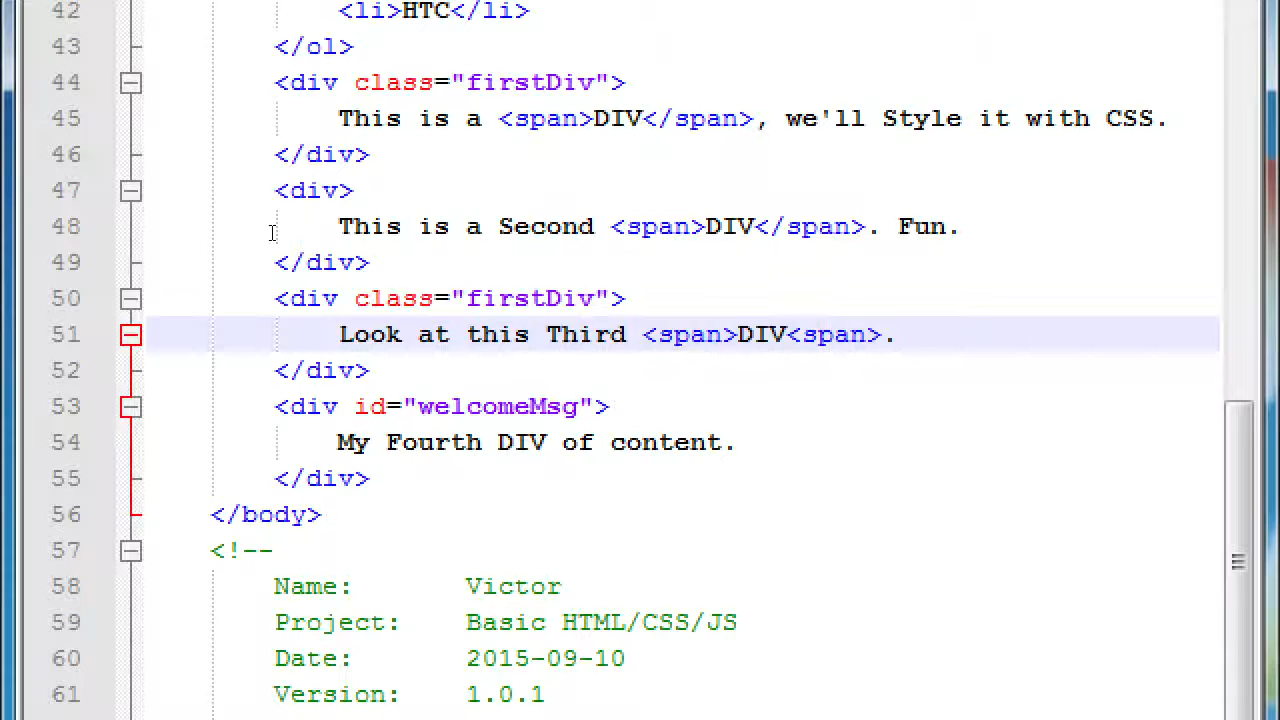 42 <li>HTC</li>
43 </ol>
44 <div class="firstDiv">
45 This is a <span>DIV</span>, we'll Style it with CSS.
46 </div>
47 <div>
48 This is a Second <span>DIV</span>. Fun.
49 </div>
50 <div class="firstDiv">
51 Look at this Third <span>DIV<span>.
52 </div>
53 <div id="welcomeMsg">
54 My Fourth DIV of content.
55 </div>
56 </body>
57 <!--
58 Name: Victor
59 Project: Basic HTML/CSS/JS
60 Date: 2015-09-10
61 Version: 1.0.1